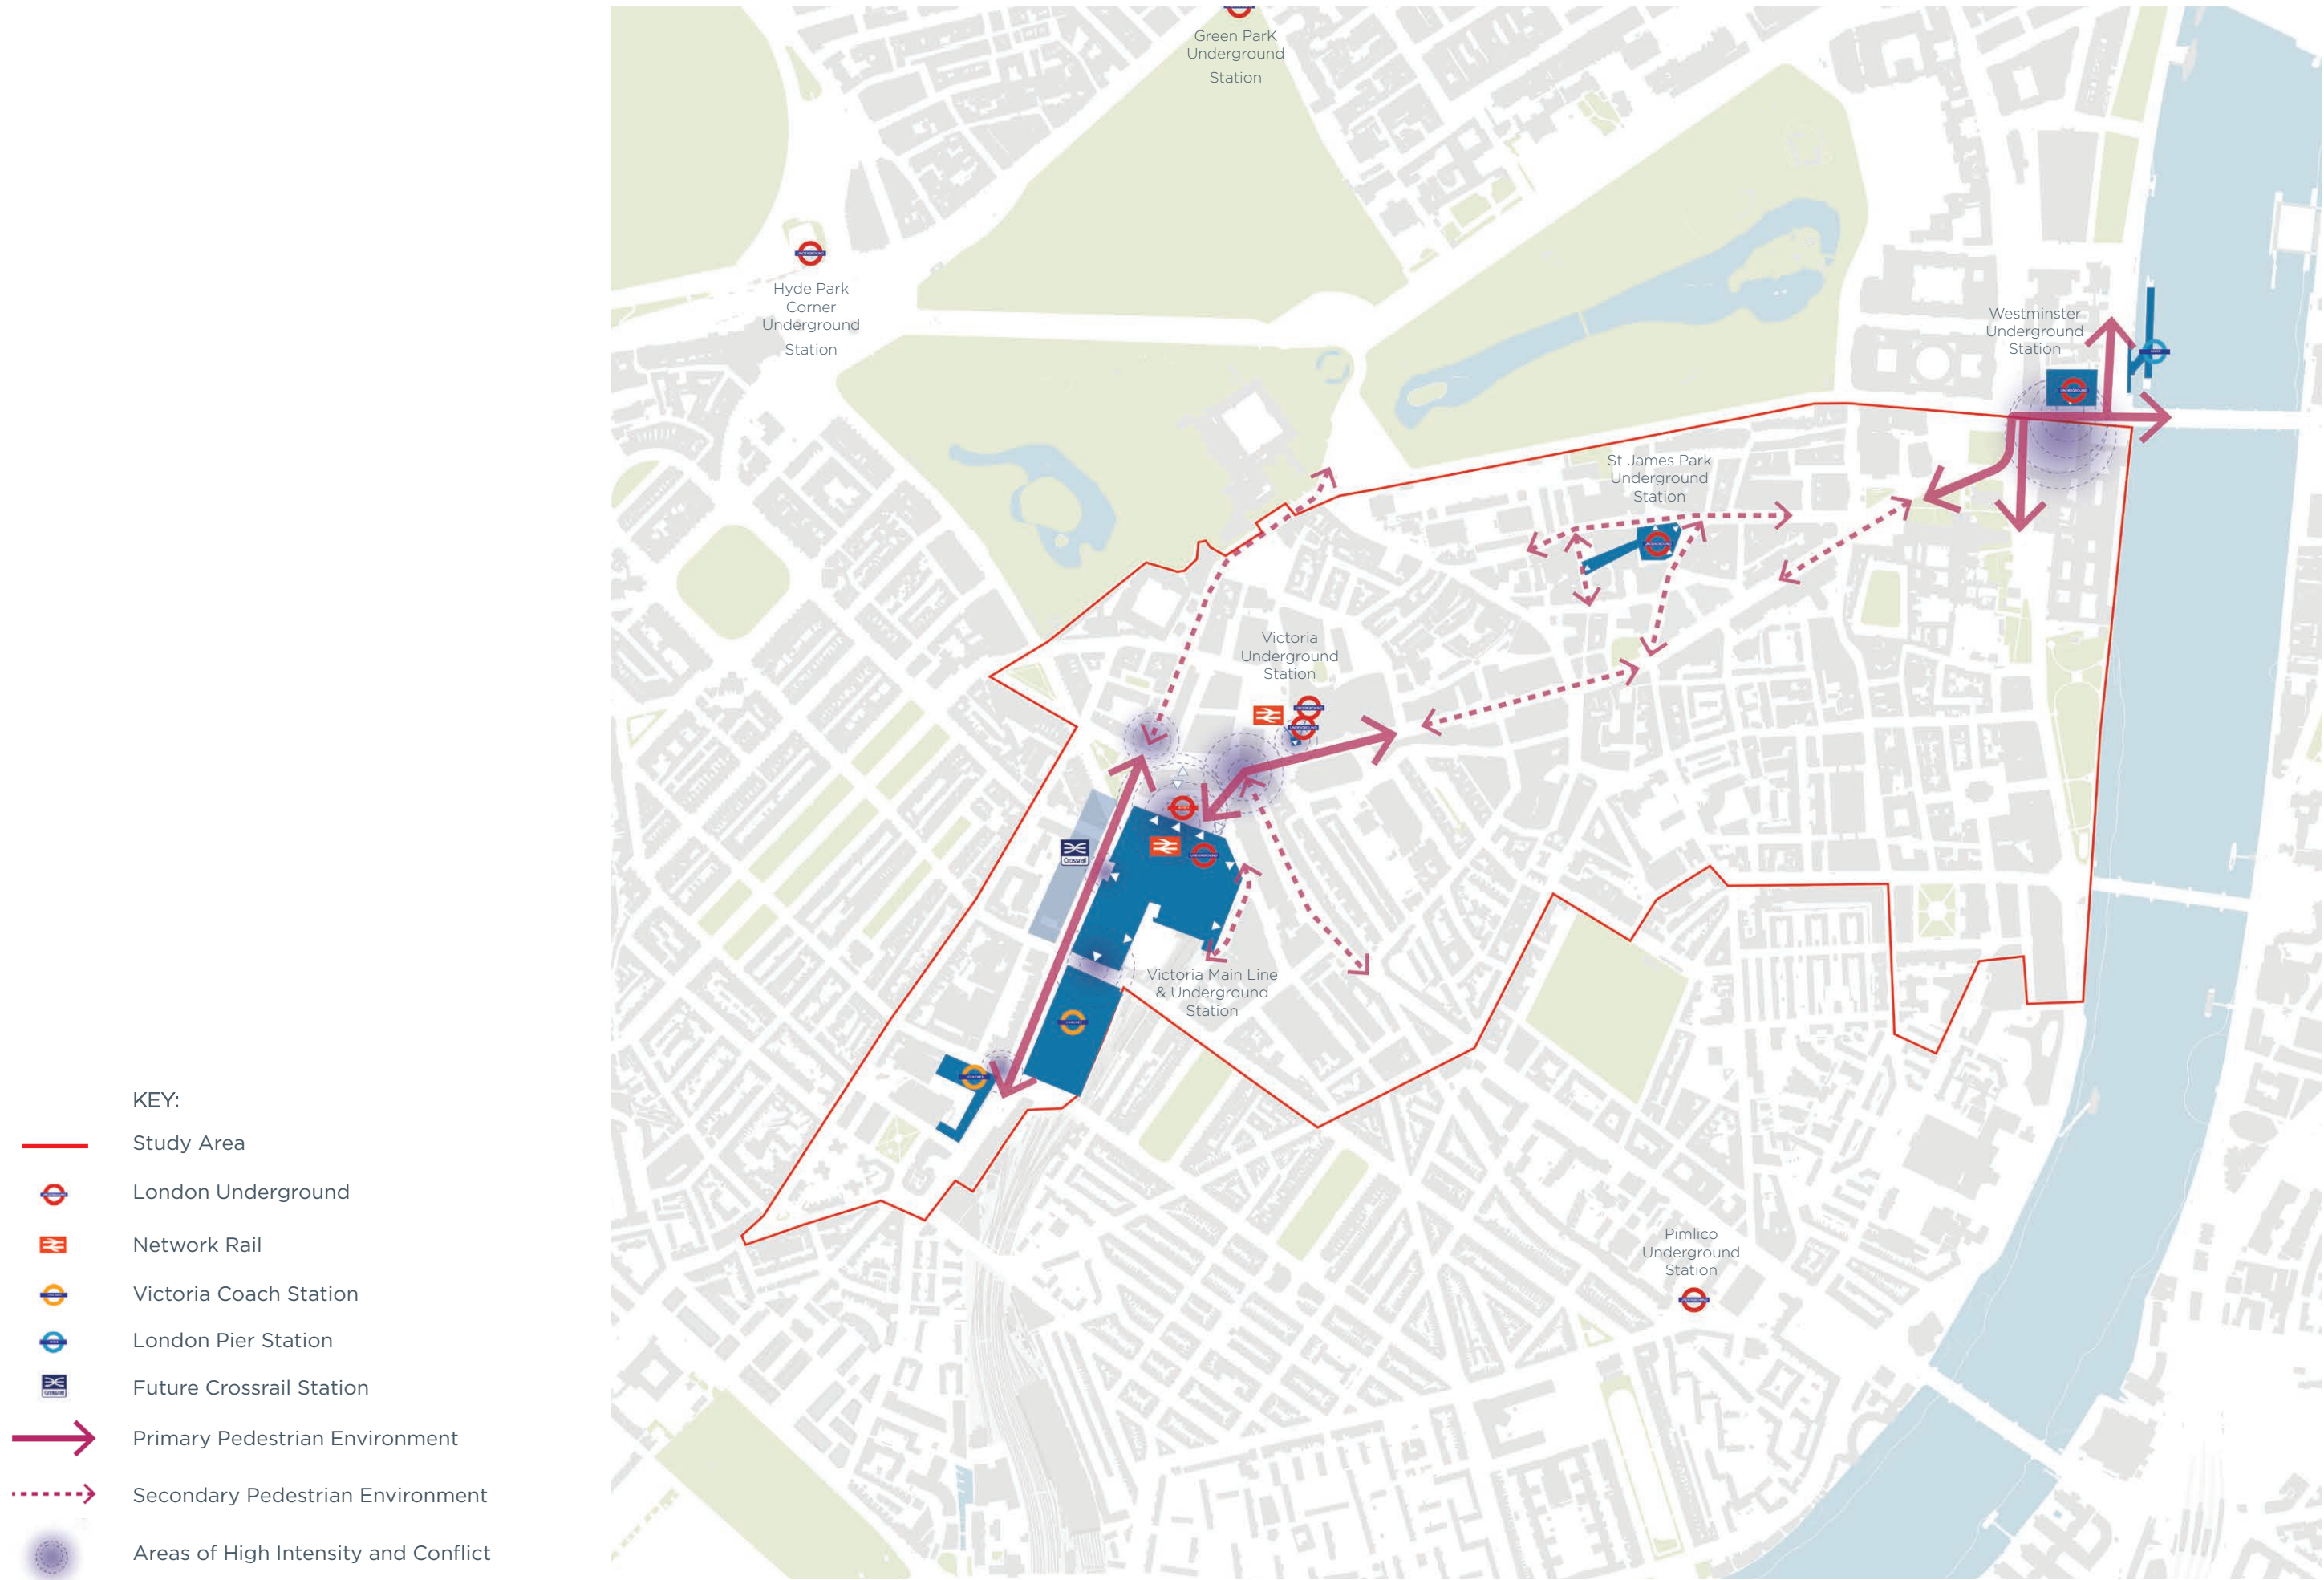 Green ParK
Underground
Station
Hyde Park
Corner
Underground
Station
Westminster
Underground
Station
St James Park
Underground
Station
Victoria
Underground
Station
Crossrail
Victoria Main Line
& Underground
Station
Pimlico
Underground
Station
KEY:
Study Area
London Underground
Network Rail
Victoria Coach Station
London Pier Station
Future Crossrail Station
Primary Pedestrian Environment
Secondary Pedestrian Environment
Areas of High Intensity and Conflict